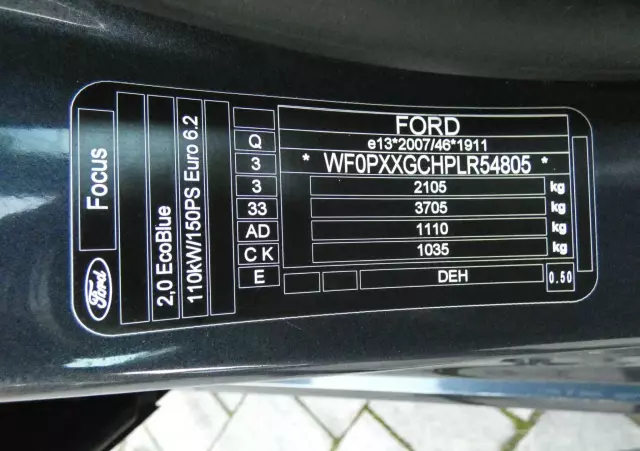 Focus
2,0 EcoBlue
110kW/150PS Euro 6.2
Ford
Q
3
3
33
AD
C K
E
FORD
e13*2007/46*1911
* WF0PXXGCHPLR54805 *
2105 kg
3705 kg
1110 kg
1035 kg
DEH
0.50